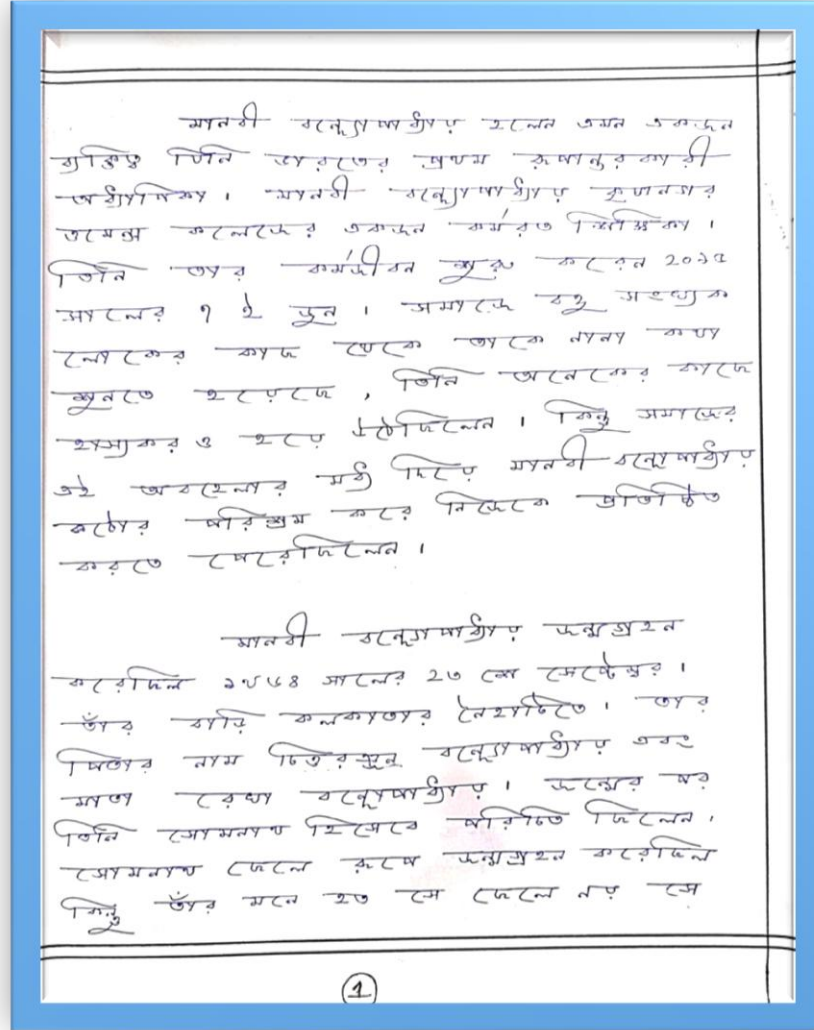 মানবী বন্দ্যোপাধ্যায় হলেন এমন একজন
ব্যক্তিত্ব যিনি ভারতের প্রথম রূপান্তরকামী
অধ্যাপিকা। মানবী বন্দ্যোপাধ্যায় কৃষ্ণনগর
ওমেন্স কলেজের একজন কর্মরত শিক্ষিকা।
তিনি তার কর্মজীবন শুরু করেন 2015
সালের ৭ ই জুন। সমাজে বহু সংখ্যক
লোকের কাছ থেকে তাকে নানা কথা
শুনতে হয়েছে, তিনি অনেকের কাছে
হাস্যকর ও হয়ে উঠেছিলেন। কিন্তু সমাজের
এই অবহেলার মধ্য দিয়ে মানবী বন্দ্যোপাধ্যায়
কঠোর পরিশ্রম করে নিজেকে প্রতিষ্ঠিত
করতে পেরেছিলেন।
মানবী বন্দ্যোপাধ্যায় জন্মগ্রহন
করেছিল ১৯৬৪ সালের ২৩ শে সেপ্টেম্বর।
তাঁর বাড়ি কলকাতার নৈহাটিতে। তার
পিতার নাম চিত্তরঞ্জন বন্দ্যোপাধ্যায় এবং
মাতা রেখা বন্দ্যোপাধ্যায়। জন্মের পর
তিনি সোমনাথ হিসেবে পরিচিত ছিলেন।
সোমনাথ ছেলে রূপে জন্মগ্রহন করেছিল
কিন্তু তাঁর মনে হত সে ছেলে নয় সে
1